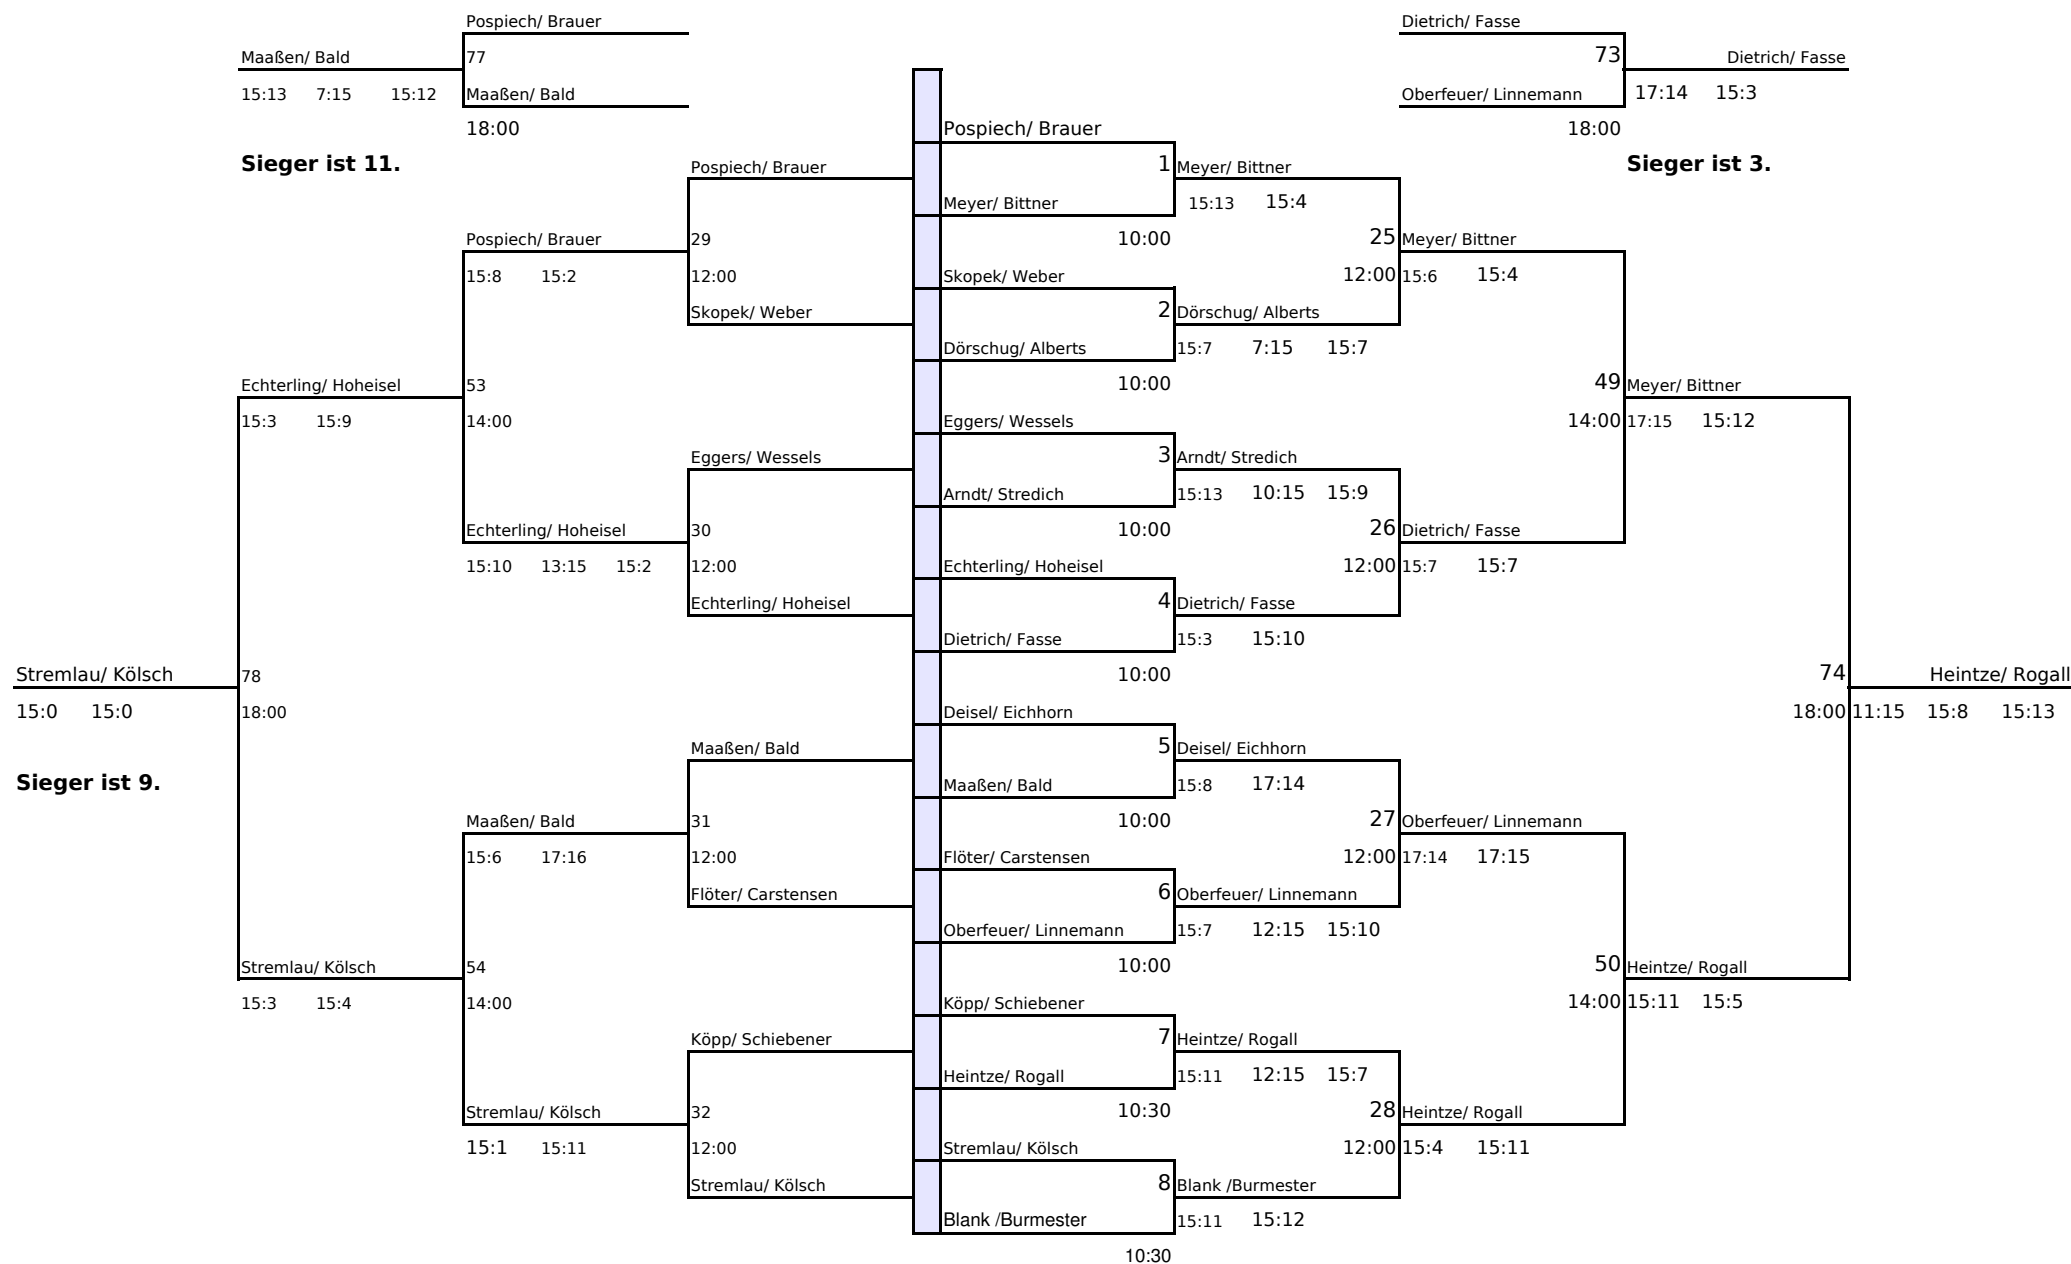 Pospiech/ Brauer
Dietrich/ Fasse
Maaßen/ Bald
77
73
Dietrich/ Fasse
15:13 7:15 15:12
Maaßen/ Bald
Oberfeuer/ Linnemann
17:14 15:3
18:00
Pospiech/ Brauer
18:00
Sieger ist 11.
Pospiech/ Brauer
1
Meyer/ Bittner
Sieger ist 3.
Meyer/ Bittner
15:13 15:4
Pospiech/ Brauer
29
10:00
25
Meyer/ Bittner
15:8 15:2
12:00
Skopek/ Weber
12:00
15:6 15:4
Skopek/ Weber
2
Dörschug/ Alberts
Dörschug/ Alberts
15:7 7:15 15:7
Echterling/ Hoheisel
53
10:00
49
Meyer/ Bittner
15:3 15:9
14:00
Eggers/ Wessels
14:00
17:15 15:12
Eggers/ Wessels
3
Arndt/ Stredich
Arndt/ Stredich
15:13 10:15 15:9
Echterling/ Hoheisel
30
10:00
26
Dietrich/ Fasse
15:10 13:15 15:2
12:00
Echterling/ Hoheisel
12:00
15:7 15:7
Echterling/ Hoheisel
4
Dietrich/ Fasse
Dietrich/ Fasse
15:3 15:10
Stremlau/ Kölsch
78
10:00
74
Heintze/ Rogall
15:0 15:0
18:00
Deisel/ Eichhorn
18:00
11:15 15:8 15:13
Sieger ist 9.
Maaßen/ Bald
5
Deisel/ Eichhorn
Maaßen/ Bald
15:8 17:14
Maaßen/ Bald
31
10:00
27
Oberfeuer/ Linnemann
15:6 17:16
12:00
Flöter/ Carstensen
12:00
17:14 17:15
Flöter/ Carstensen
6
Oberfeuer/ Linnemann
Oberfeuer/ Linnemann
15:7 12:15 15:10
Stremlau/ Kölsch
54
10:00
50
Heintze/ Rogall
15:3 15:4
14:00
Köpp/ Schiebener
14:00
15:11 15:5
Köpp/ Schiebener
7
Heintze/ Rogall
Heintze/ Rogall
15:11 12:15 15:7
Stremlau/ Kölsch
32
10:30
28
Heintze/ Rogall
15:1 15:11
12:00
Stremlau/ Kölsch
12:00
15:4 15:11
Stremlau/ Kölsch
8
Blank /Burmester
Blank /Burmester
15:11 15:12
10:30